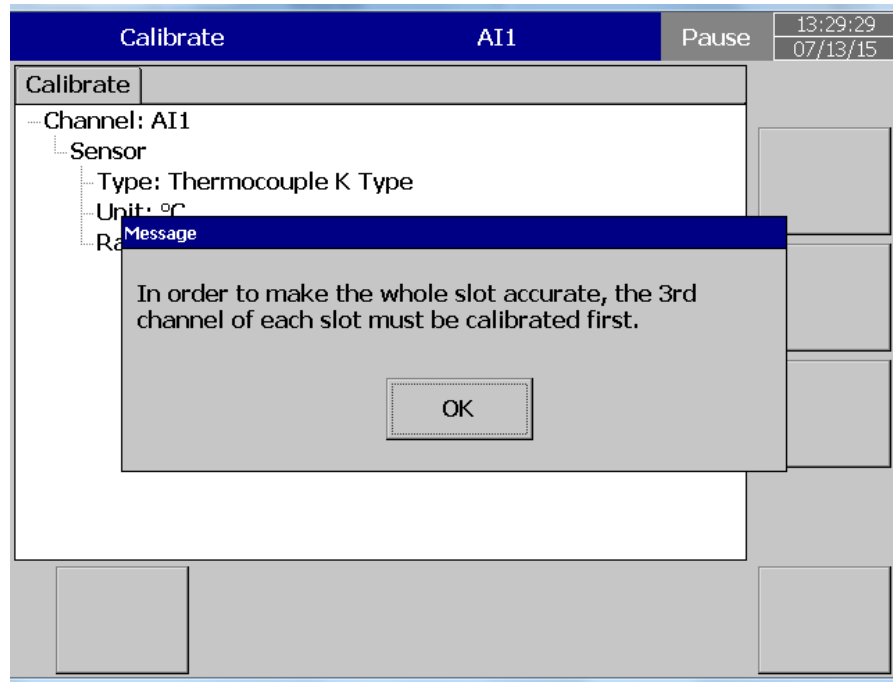 Calibrate AI1 Pause 13:29:29
07/13/15
Calibrate
Channel: AI1
Sensor
Type: Thermocouple K Type
Unit: ºC
Message
In order to make the whole slot accurate, the 3rd
channel of each slot must be calibrated first.
OK